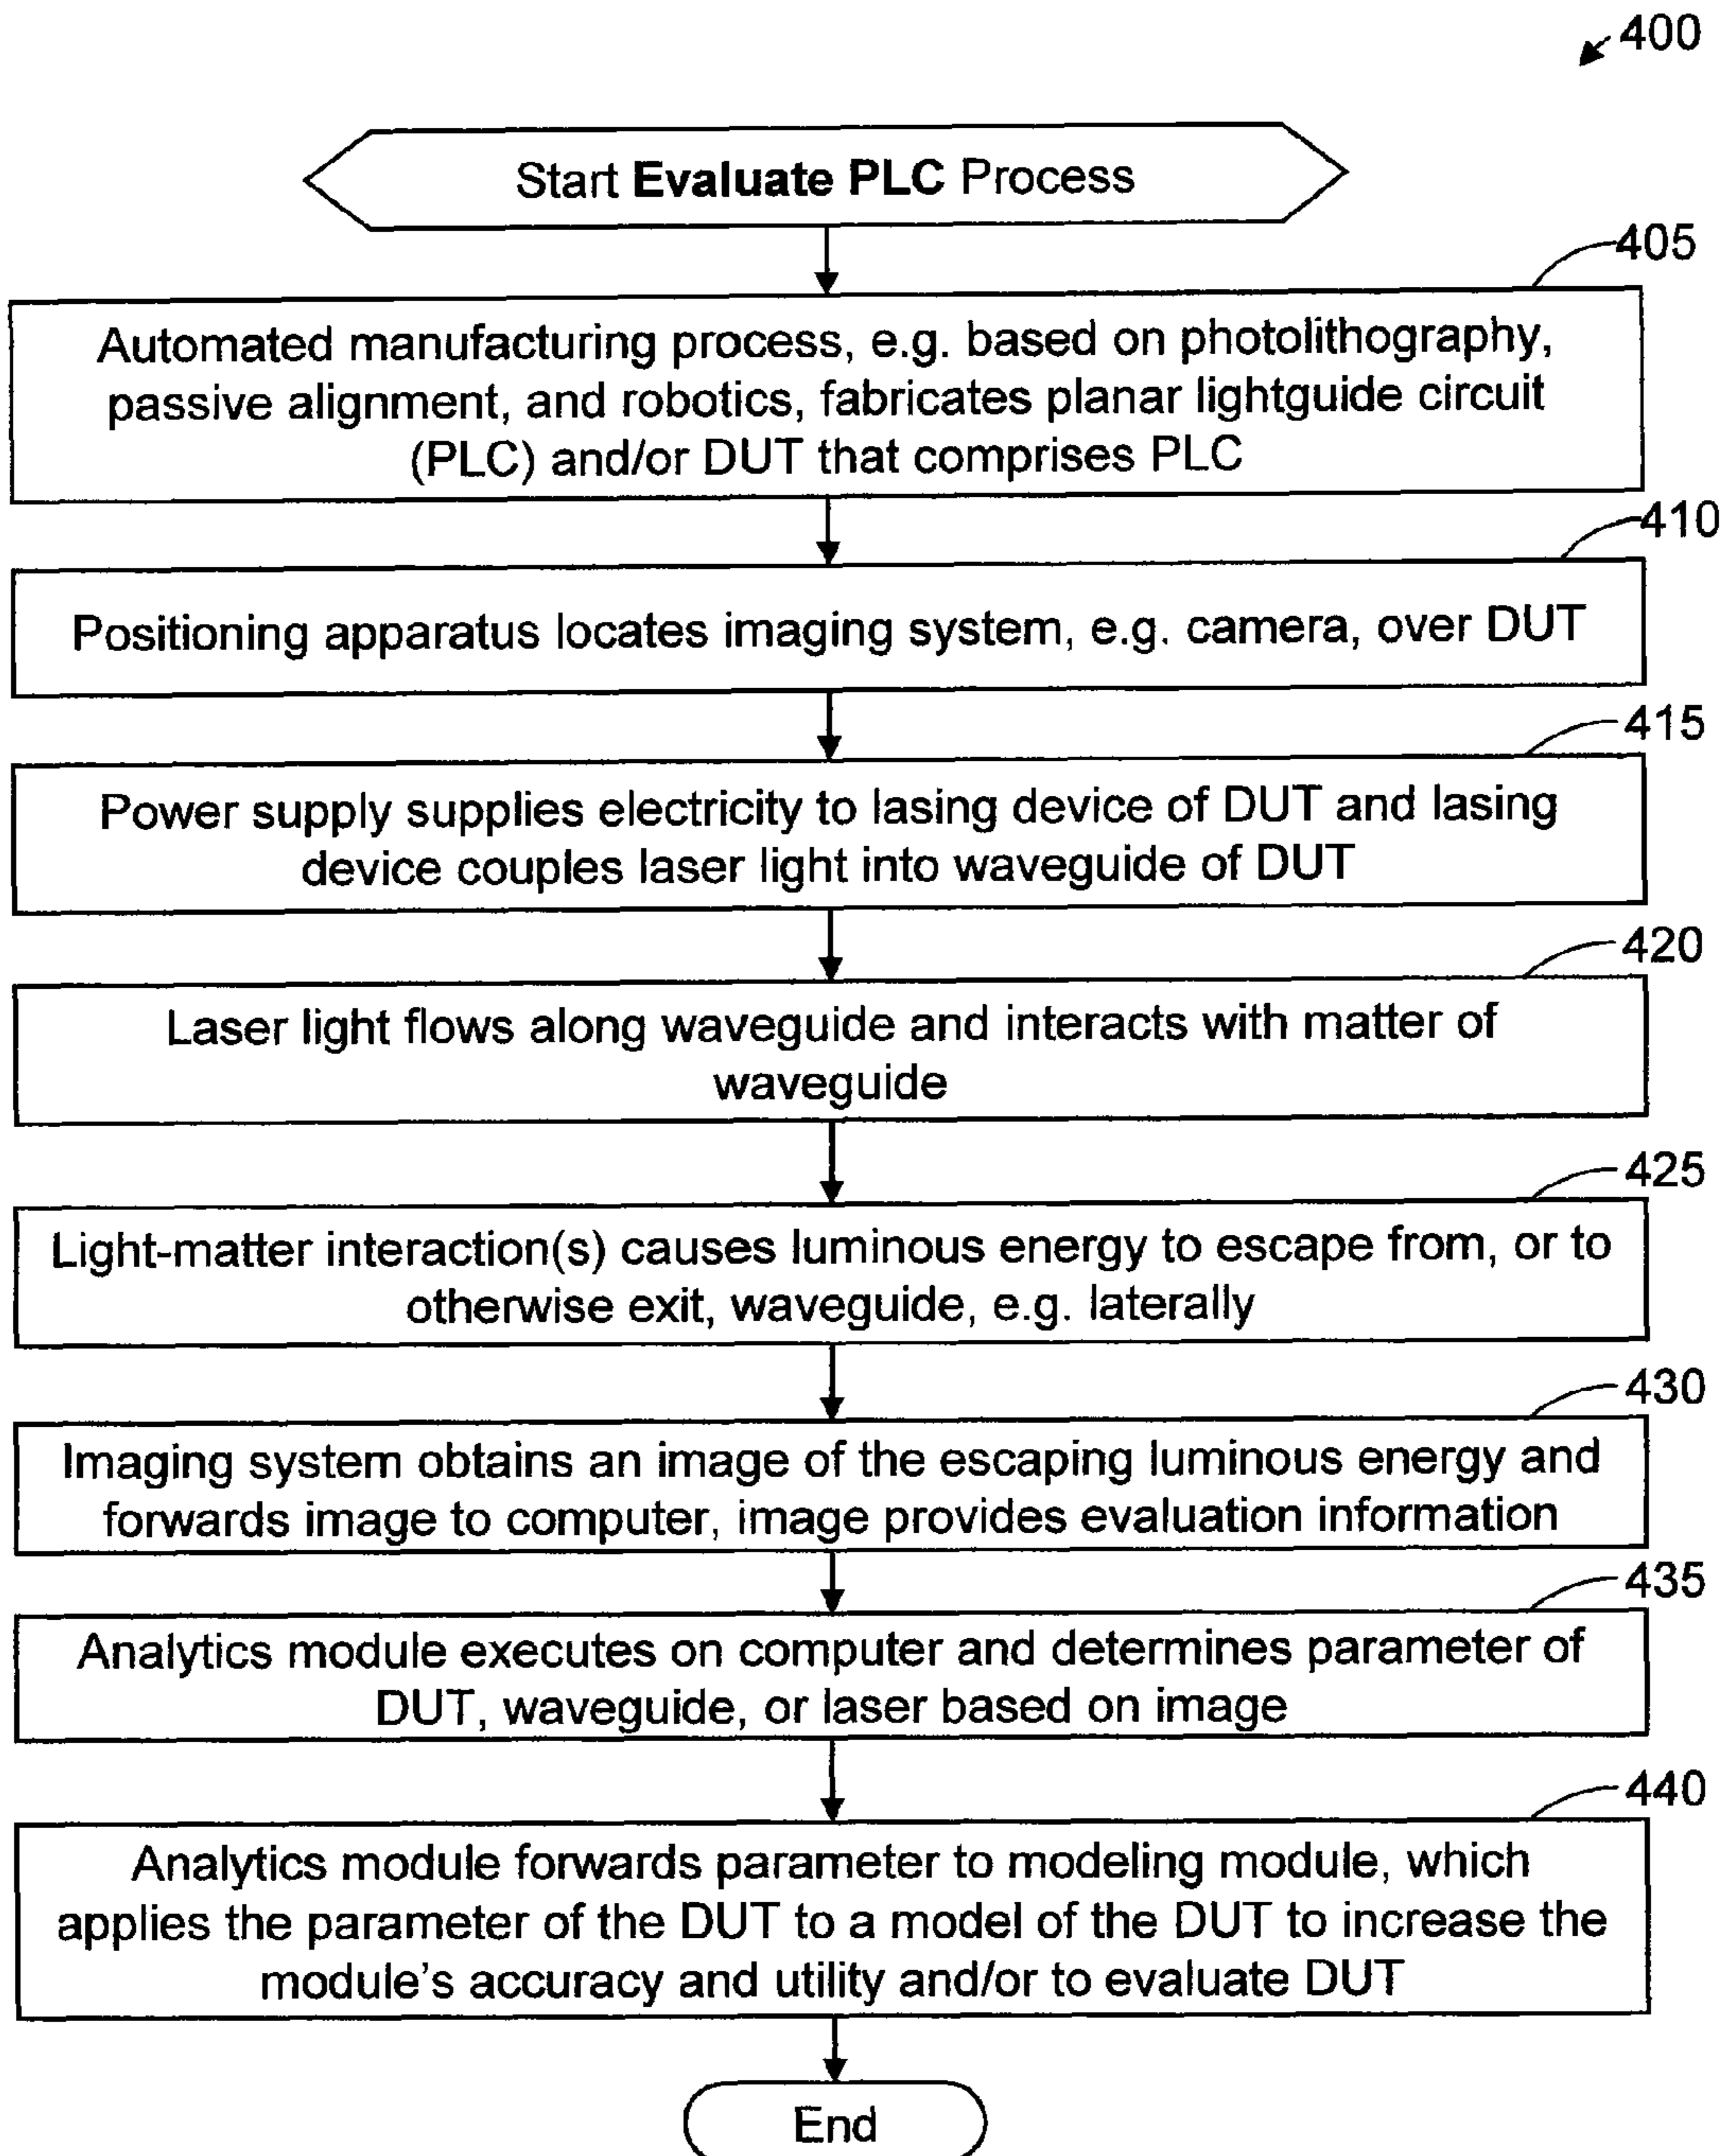 400
Start Evaluate PLC Process
405
Automated manufacturing process, e.g. based on photolithography,
passive alignment, and robotics, fabricates planar lightguide circuit
(PLC) and/or DUT that comprises PLC
410
Positioning apparatus locates imaging system, e.g. camera, over DUT
415
Power supply supplies electricity to lasing device of DUT and lasing
device couples laser light into waveguide of DUT
420
Laser light flows along waveguide and interacts with matter of
waveguide
425
Light-matter interaction(s) causes luminous energy to escape from, or to
otherwise exit, waveguide, e.g. laterally
430
Imaging system obtains an image of the escaping luminous energy and
forwards image to computer, image provides evaluation information
435
Analytics module executes on computer and determines parameter of
DUT, waveguide, or laser based on image
440
Analytics module forwards parameter to modeling module, which
applies the parameter of the DUT to a model of the DUT to increase the
module's accuracy and utility and/or to evaluate DUT
End